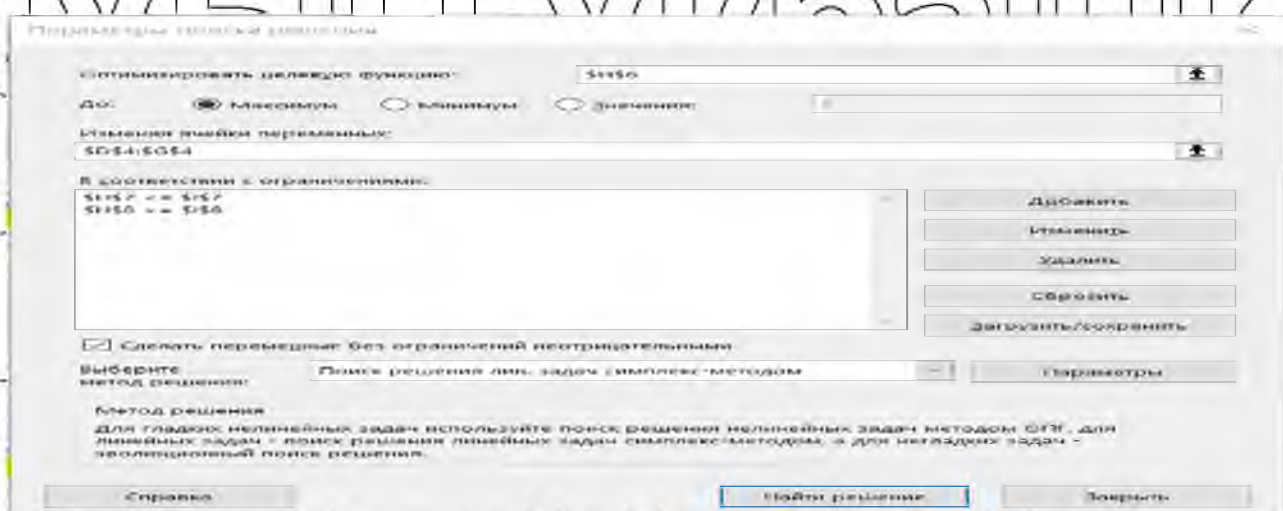 Параметры поиска решения
Оптимизировать целевую функцию: $H$6
До: Максимум Минимум Значения:
Изменяя ячейки переменных:
$D$4:$G$4
В соответствии с ограничениями:
$H$7 <= $I$7
$H$8 <= $I$8
Добавить
Изменить
Удалить
Сбросить
Загрузить/сохранить
Сделать переменные без ограничений неотрицательными
Выберите метод решения: Поиск решения лин. задач симплекс-методом Параметры
Метод решения
Для гладких нелинейных задач используйте поиск решения нелинейных задач методом ОПГ, для
линейных задач - поиск решения линейных задач симплекс-методом, а для негладких задач -
эволюционный поиск решения.
Справка Найти решение Закрыть